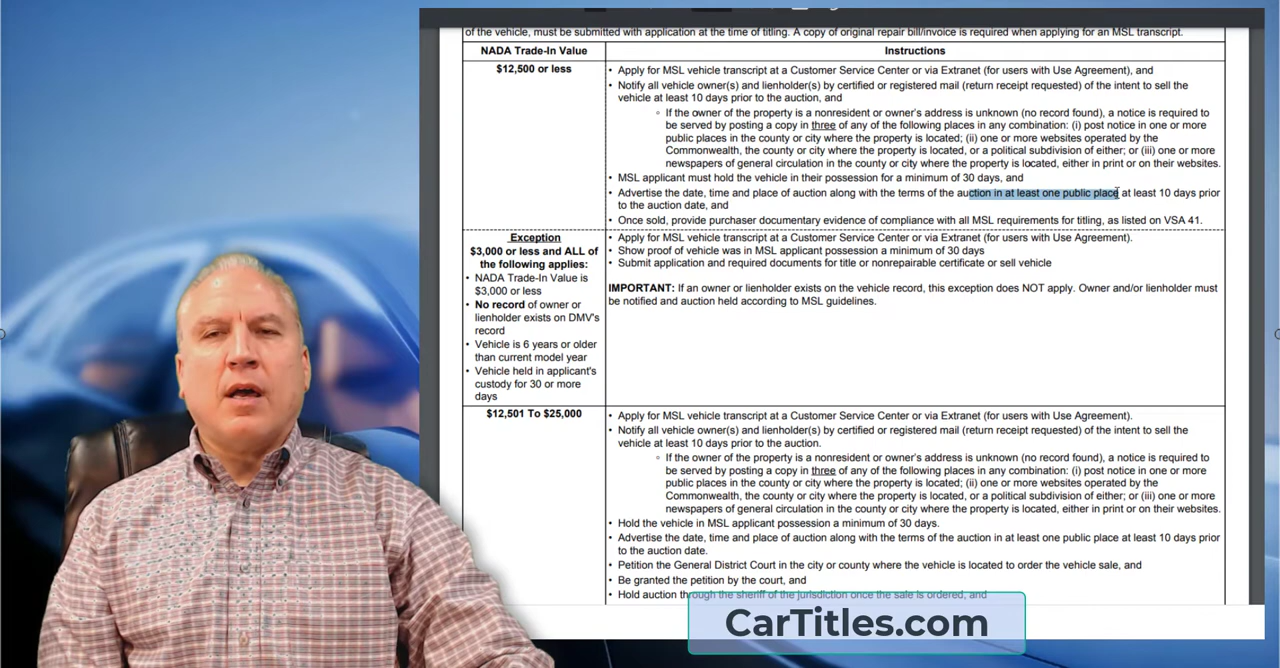 of the vehicle, must be submitted with application at the time of titling. A copy of original repair bill/invoice is required when applying for an MSL transcript.
NADA Trade-In Value
Instructions
$12,500 or less
• Apply for MSL vehicle transcript at a Customer Service Center or via Extranet (for users with Use Agreement), and
• Notify all vehicle owner(s) and lienholder(s) by certified or registered mail (return receipt requested) of the intent to sell the
vehicle at least 10 days prior to the auction, and
◦ If the owner of the property is a nonresident or owner's address is unknown (no record found), a notice is required to
be served by posting a copy in three of any of the following places in any combination: (i) post notice in one or more
public places in the county or city where the property is located; (ii) one or more websites operated by the
Commonwealth, the county or city where the property is located, or a political subdivision of either; or (iii) one or more
newspapers of general circulation in the county or city where the property is located, either in print or on their websites.
• MSL applicant must hold the vehicle in their possession for a minimum of 30 days, and
• Advertise the date, time and place of auction along with the terms of the auction in at least one public place at least 10 days prior
to the auction date, and
• Once sold, provide purchaser documentary evidence of compliance with all MSL requirements for titling, as listed on VSA 41.
Exception
$3,000 or less and ALL of
the following applies:
• NADA Trade-In Value is
$3,000 or less
• No record of owner or
lienholder exists on DMV's
record
• Vehicle is 6 years or older
than current model year
• Vehicle held in applicant's
custody for 30 or more
days
• Apply for MSL vehicle transcript at a Customer Service Center or via Extranet (for users with Use Agreement).
• Show proof of vehicle was in MSL applicant possession a minimum of 30 days
• Submit application and required documents for title or nonrepairable certificate or sell vehicle
IMPORTANT: If an owner or lienholder exists on the vehicle record, this exception does NOT apply. Owner and/or lienholder must
be notified and auction held according to MSL guidelines.
$12,501 To $25,000
• Apply for MSL vehicle transcript at a Customer Service Center or via Extranet (for users with Use Agreement).
• Notify all vehicle owner(s) and lienholder(s) by certified or registered mail (return receipt requested) of the intent to sell the
vehicle at least 10 days prior to the auction.
◦ If the owner of the property is a nonresident or owner's address is unknown (no record found), a notice is required to
be served by posting a copy in three of any of the following places in any combination: (i) post notice in one or more
public places in the county or city where the property is located; (ii) one or more websites operated by the
Commonwealth, the county or city where the property is located, or a political subdivision of either; or (iii) one or more
newspapers of general circulation in the county or city where the property is located, either in print or on their websites.
• Hold the vehicle in MSL applicant possession a minimum of 30 days.
• Advertise the date, time and place of auction along with the terms of the auction in at least one public place at least 10 days prior
to the auction date.
• Petition the General District Court in the city or county where the vehicle is located to order the vehicle sale, and
• Be granted the petition by the court, and
• Hold auction through the sheriff of the jurisdiction once the sale is ordered, and
CarTitles.com